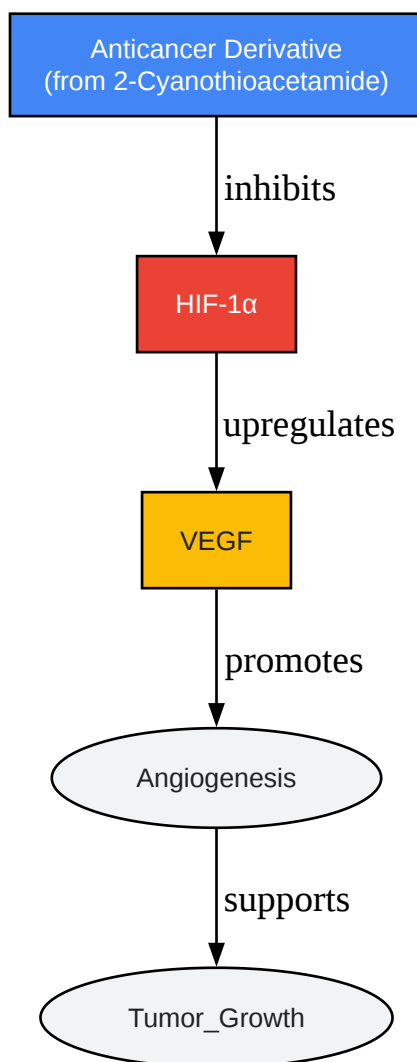 Anticancer Derivative
(from 2-Cyanothioacetamide)
inhibits
HIF-1α
upregulates
VEGF
promotes
Angiogenesis
supports
Tumor_Growth